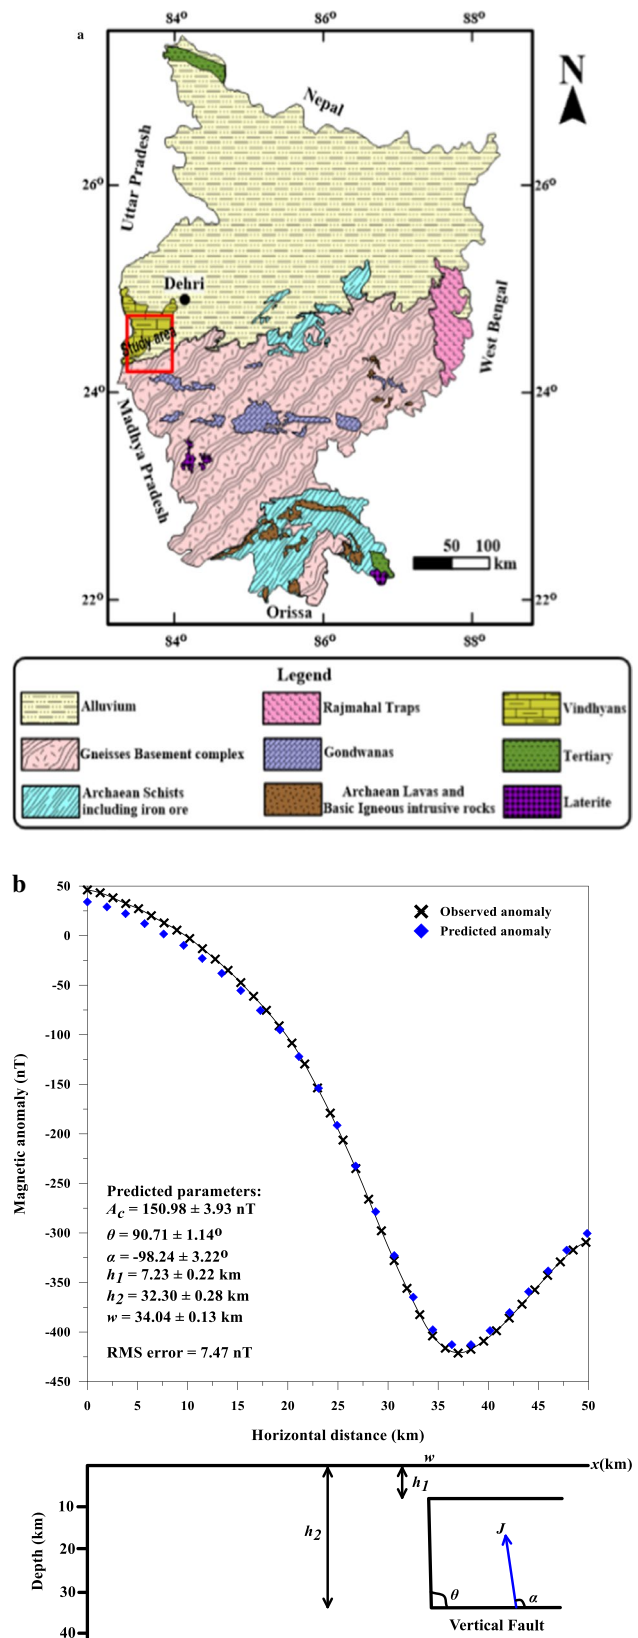 84° 86° 88°
a
N
Nepal
Uttar Pradesh
26° 26°
Dehri
West Bengal
Study area
24° 24°
Madhya Pradesh
50 100
km
22° 22°
Orissa
84° 86° 88°
Legend
Alluvium Rajmahal Traps Vindhyans
Gneisses Basement complex Gondwanas Tertiary
Archaean Schists
including iron ore
Archaean Lavas and
Basic Igneous intrusive rocks
Laterite
b
50
Observed anomaly
Predicted anomaly
0
-50
-100
-150
-200
-250
-300
-350
-400
-450
Magnetic anomaly (nT)
Predicted parameters:
Ac = 150.98 ± 3.93 nT
θ = 90.71 ± 1.14°
α = -98.24 ± 3.22°
h1 = 7.23 ± 0.22 km
h2 = 32.30 ± 0.28 km
w = 34.04 ± 0.13 km
RMS error = 7.47 nT
0 5 10 15 20 25 30 35 40 45 50
Horizontal distance (km)
w
x(km)
h1
10
h2
20
J
30
θ α
Vertical Fault
40
Depth (km)